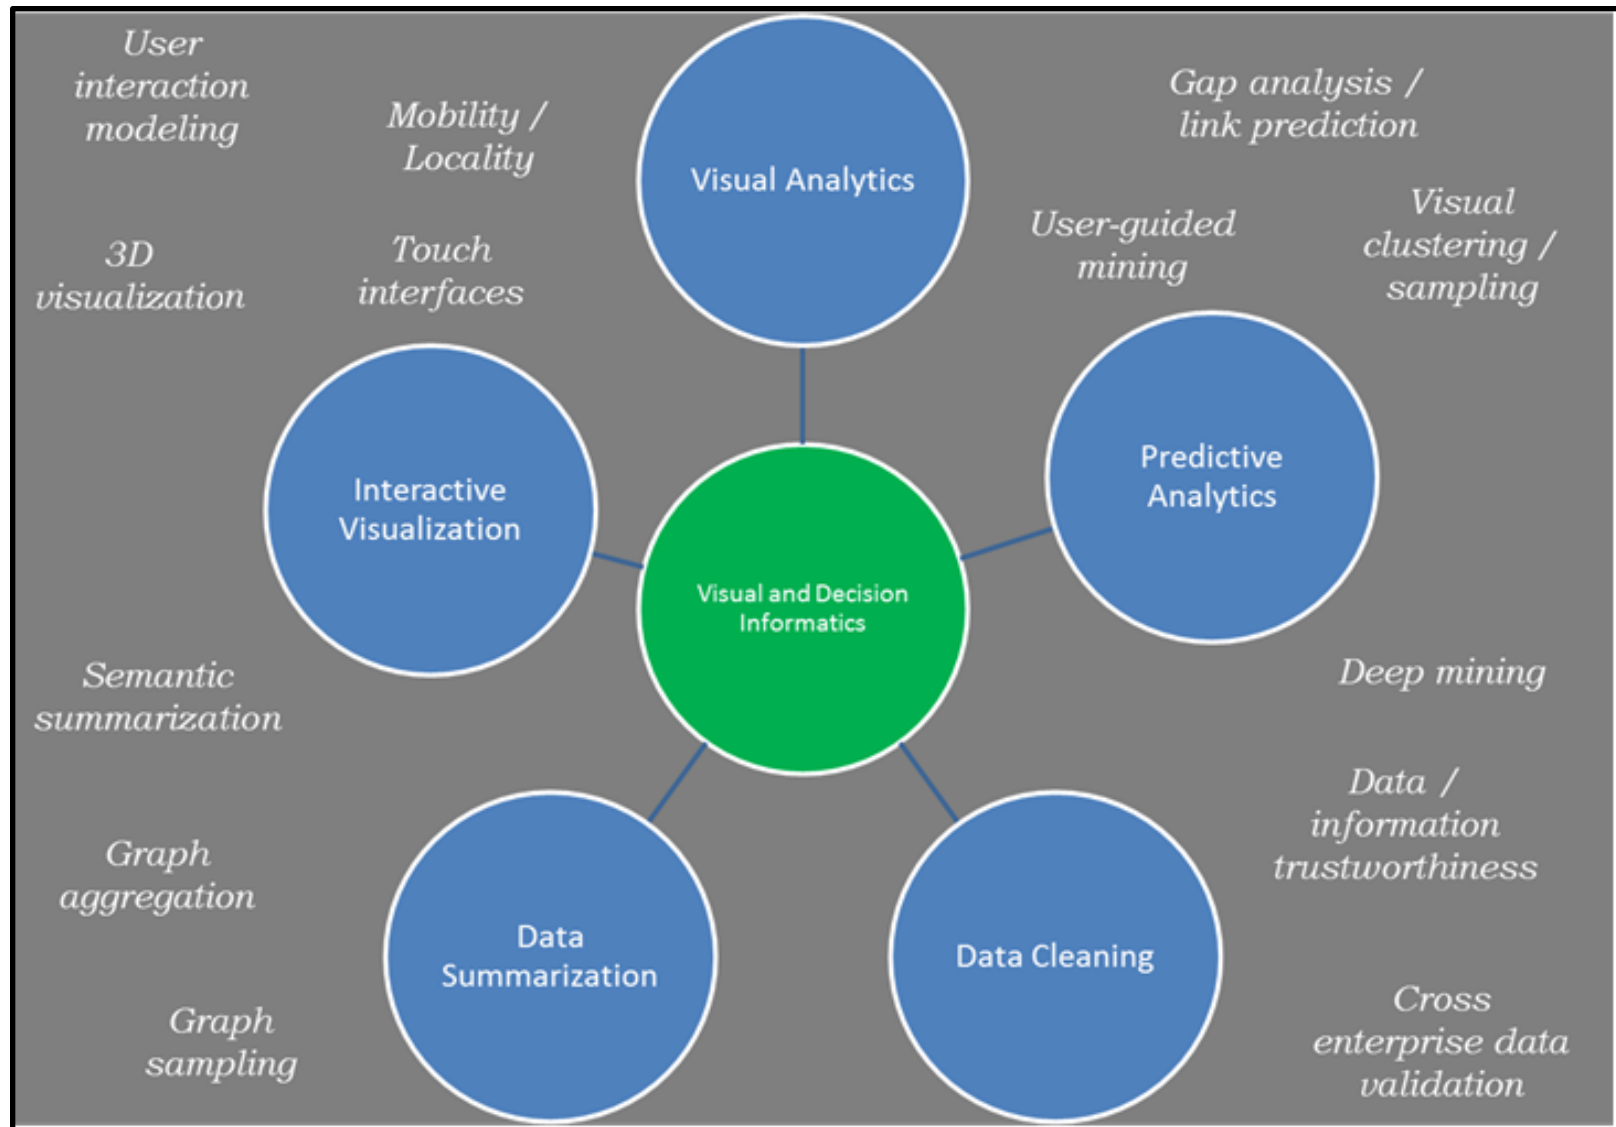 User
interaction
modeling
Mobility /
Locality
3D
visualization
Touch
interfaces
Visual Analytics
Gap analysis /
link prediction
User-guided
mining
Visual
clustering /
sampling
Interactive
Visualization
Predictive
Analytics
Visual and Decision
Informatics
Semantic
summarization
Deep mining
Graph
aggregation
Data /
information
trustworthiness
Data
Summarization
Data Cleaning
Graph
sampling
Cross
enterprise data
validation